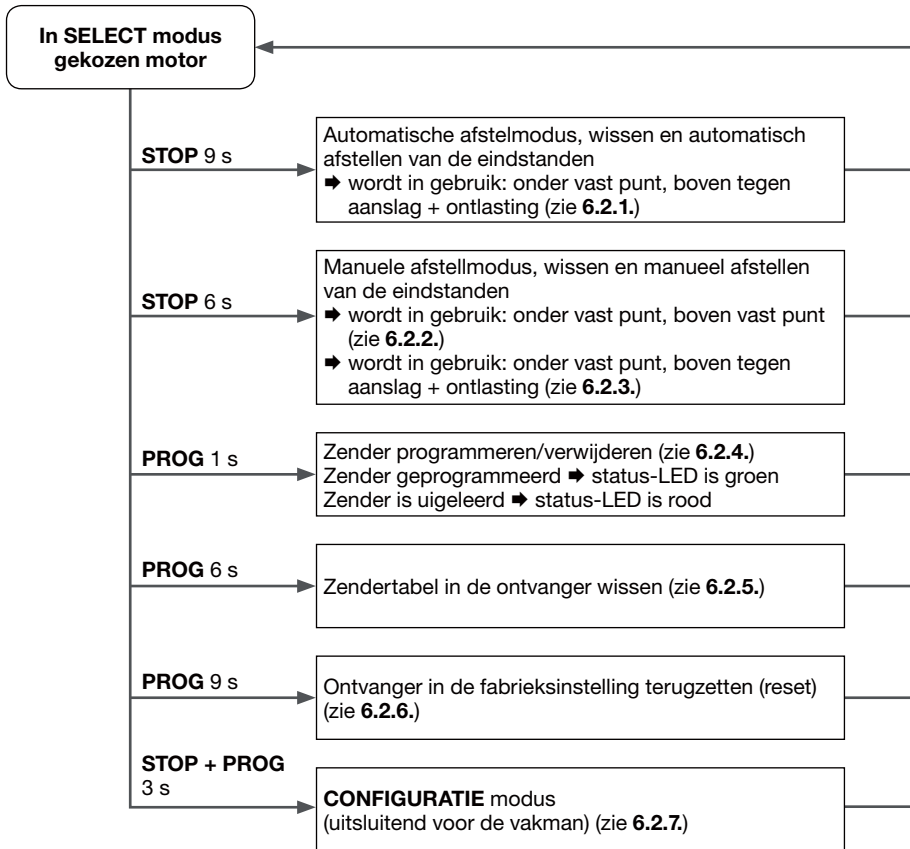 In SELECT modus
gekozen motor
STOP 9 s
Automatische afstelmodus, wissen en automatisch
afstellen van de eindstanden
➨ wordt in gebruik: onder vast punt, boven tegen
aanslag + ontlasting (zie 6.2.1.)
STOP 6 s
Manuele afstellmodus, wissen en manueel afstellen
van de eindstanden
➨ wordt in gebruik: onder vast punt, boven vast punt
(zie 6.2.2.)
➨ wordt in gebruik: onder vast punt, boven tegen
aanslag + ontlasting (zie 6.2.3.)
PROG 1 s
Zender programmeren/verwijderen (zie 6.2.4.)
Zender geprogrammeerd ➨ status-LED is groen
Zender is uigeleerd ➨ status-LED is rood
PROG 6 s
Zendertabel in de ontvanger wissen (zie 6.2.5.)
PROG 9 s
Ontvanger in de fabrieksinstelling terugzetten (reset)
(zie 6.2.6.)
STOP + PROG
3 s
CONFIGURATIE modus
(uitsluitend voor de vakman) (zie 6.2.7.)